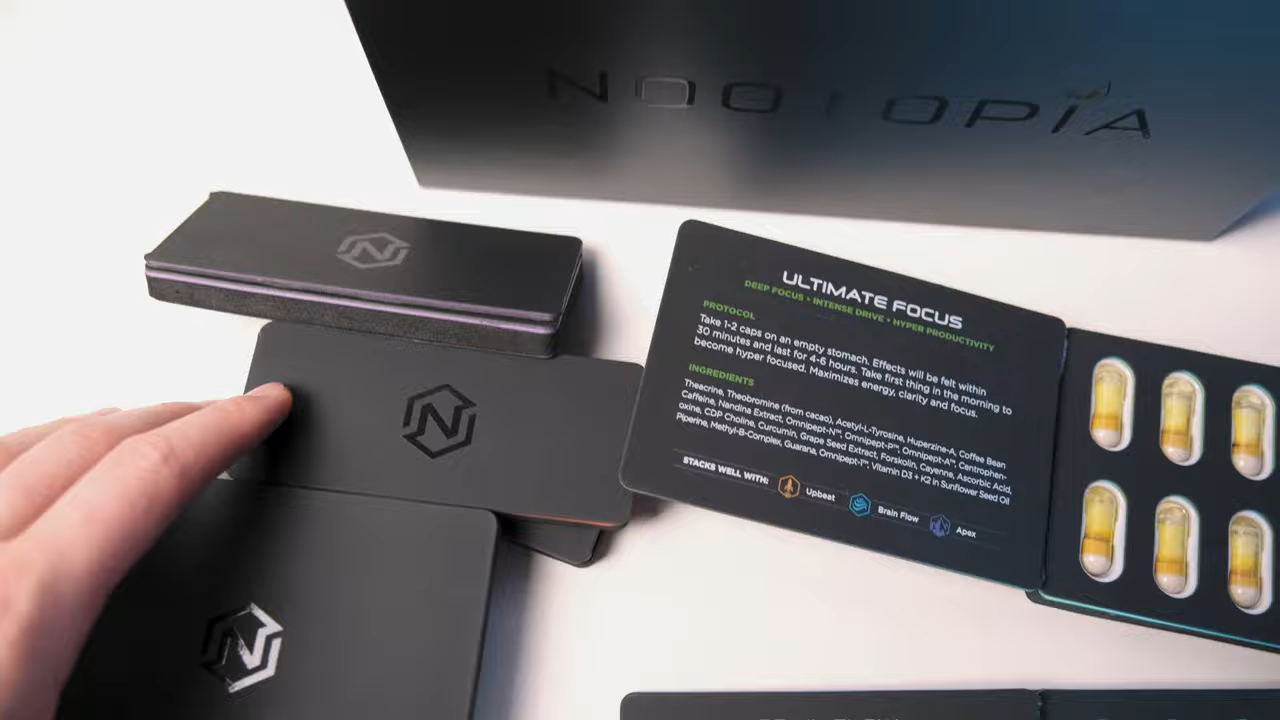 NOOTOPIA
ULTIMATE FOCUS
DEEP FOCUS • INTENSE DRIVE • HYPER PRODUCTIVITY
PROTOCOL
Take 1-2 caps on an empty stomach. Effects will be felt within
30 minutes and last for 4-6 hours. Take first thing in the morning to
become hyper focused. Maximizes energy, clarity and focus.
INGREDIENTS
Theacrine, Theobromine (from cacao), Acetyl-L-Tyrosine, Huperzine-A, Coffee Bean
Caffeine, Nandina Extract, Omnipept-N™, Omnipept-P™, Omnipept-A™, Centrophen-
oxine, CDP Choline, Curcumin, Grape Seed Extract, Forskolin, Cayenne, Ascorbic Acid,
Piperine, Methyl-B-Complex, Guarana, Omnipept-I™, Vitamin D3 + K2 in Sunflower Seed Oil
STACKS WELL WITH: Upbeat Brain Flow Apex